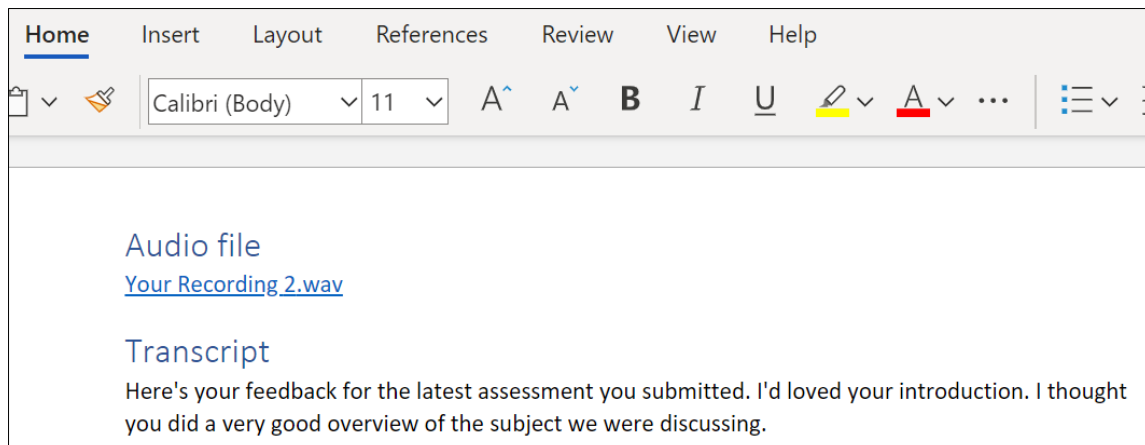 Home Insert Layout References Review View Help
Calibri (Body) 11 A A B I U A
Audio file
Your Recording 2.wav
Transcript
Here's your feedback for the latest assessment you submitted. I'd loved your introduction. I thought
you did a very good overview of the subject we were discussing.